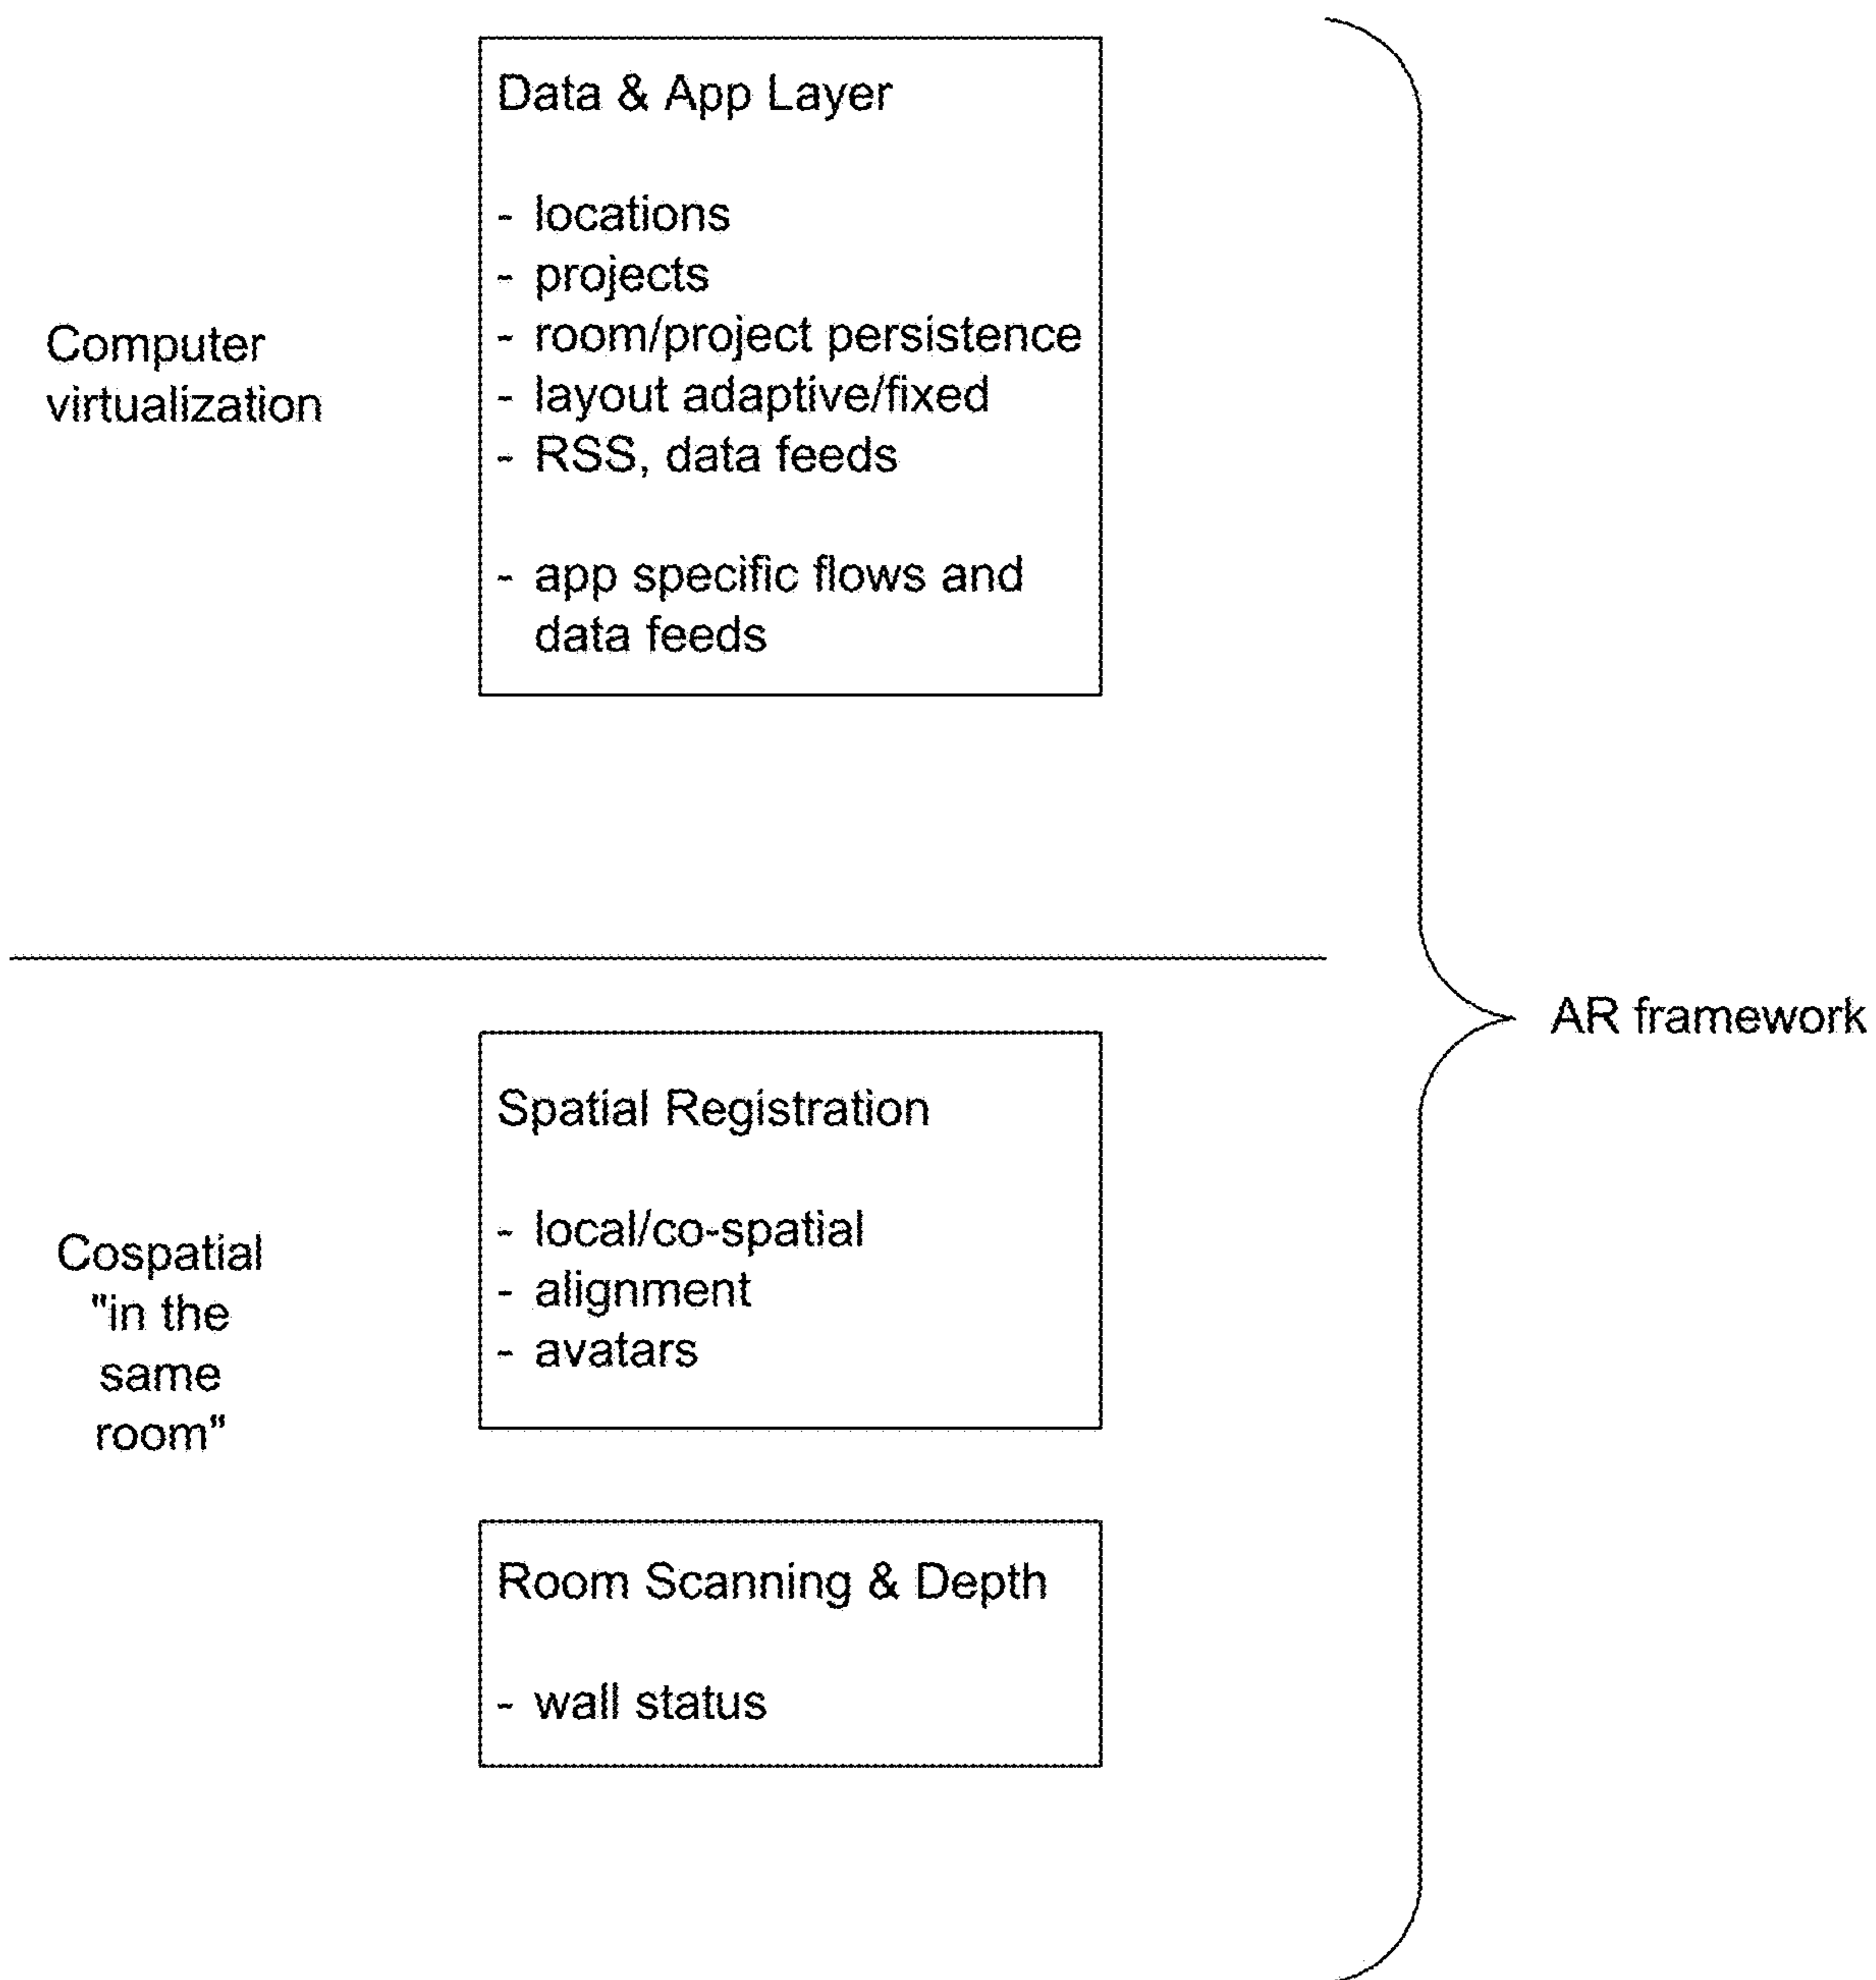 Data & App Layer
- locations
- projects
- room/project persistence
- layout adaptive/fixed
- RSS, data feeds
- app specific flows and
data feeds
Computer
virtualization
AR framework
Spatial Registration
- local/co-spatial
- alignment
- avatars
Cospatial
"in the
same
room"
Room Scanning & Depth
- wall status